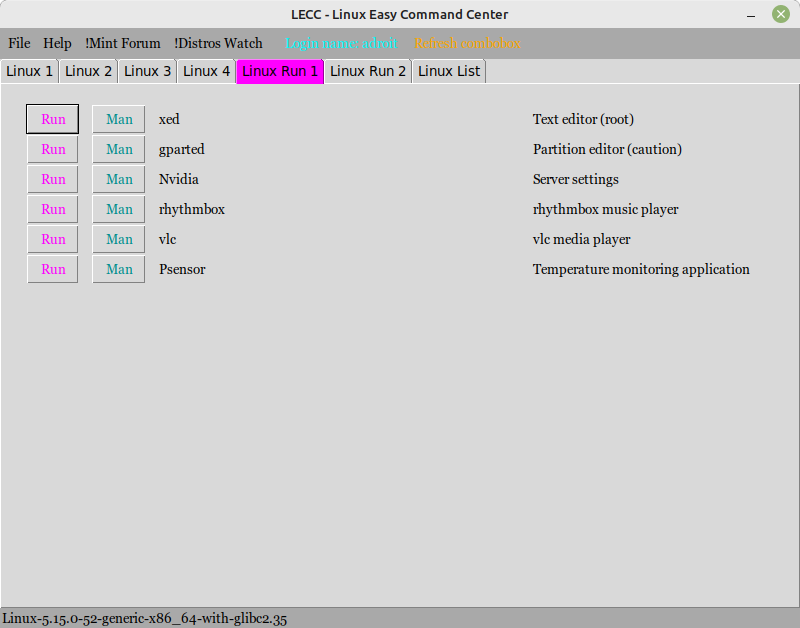 LECC - Linux Easy Command Center
File Help !Mint Forum !Distros Watch Login name: adroit Refresh combobox
Linux 1 Linux 2 Linux 3 Linux 4 Linux Run 1 Linux Run 2 Linux List
Run Man xed Text editor (root)
Run Man gparted Partition editor (caution)
Run Man Nvidia Server settings
Run Man rhythmbox rhythmbox music player
Run Man vlc vlc media player
Run Man Psensor Temperature monitoring application
Linux-5.15.0-52-generic-x86_64-with-glibc2.35